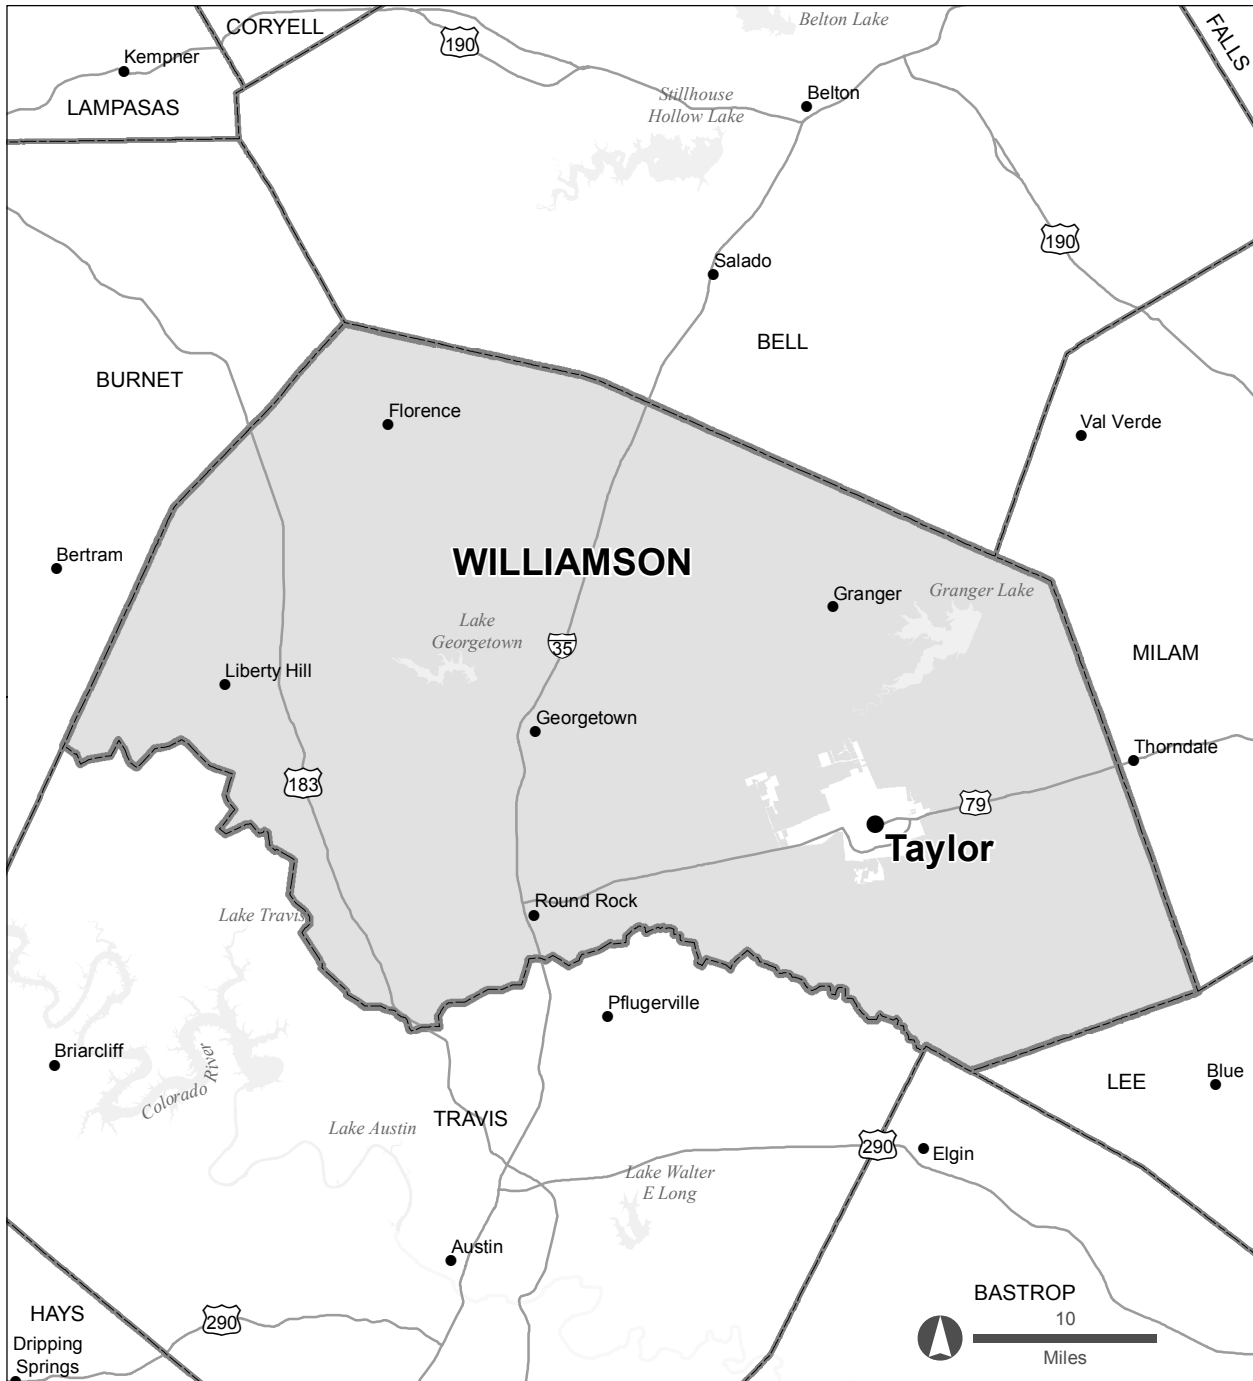 CORYELL
Belton Lake
FALLS
190
Kempner
LAMPASAS
Stillhouse
Hollow Lake
Belton
190
Salado
BELL
BURNET
Florence
Val Verde
Bertram
WILLIAMSON
Granger
Granger Lake
Lake
Georgetown
35
MILAM
Liberty Hill
Georgetown
Thorndale
183
79
Taylor
Round Rock
Lake Travis
Pflugerville
Briarcliff
Colorado River
LEE
Blue
TRAVIS
Lake Austin
290
Elgin
Lake Walter
E Long
Austin
BASTROP
HAYS
290
10
Miles
Dripping
Springs